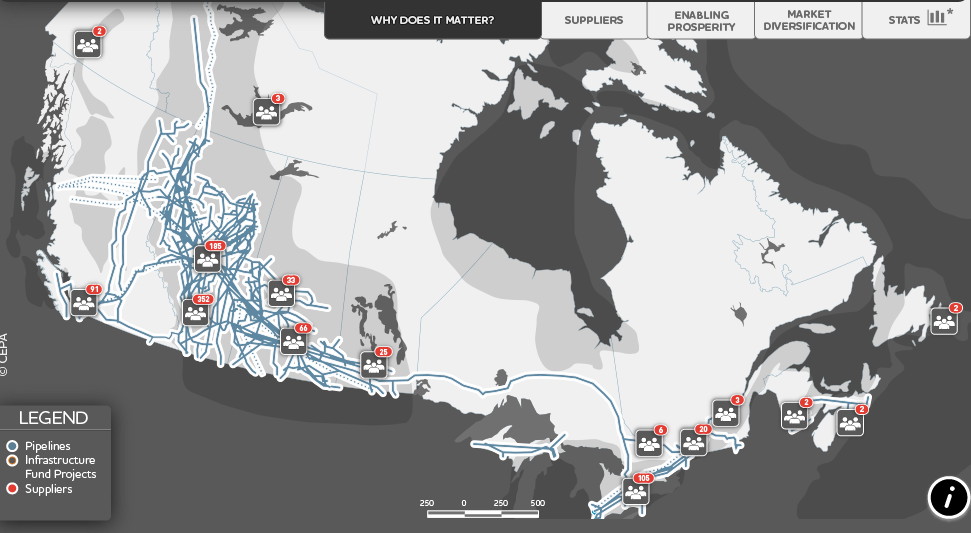 WHY DOES IT MATTER?
SUPPLIERS
ENABLING
PROSPERITY
MARKET
DIVERSIFICATION
STATS
*
2
3
185
33
91
352
66
25
2
3
2
2
6
20
105
© CEPA
LEGEND
Pipelines
Infrastructure
Fund Projects
Suppliers
250 0 250 500
i